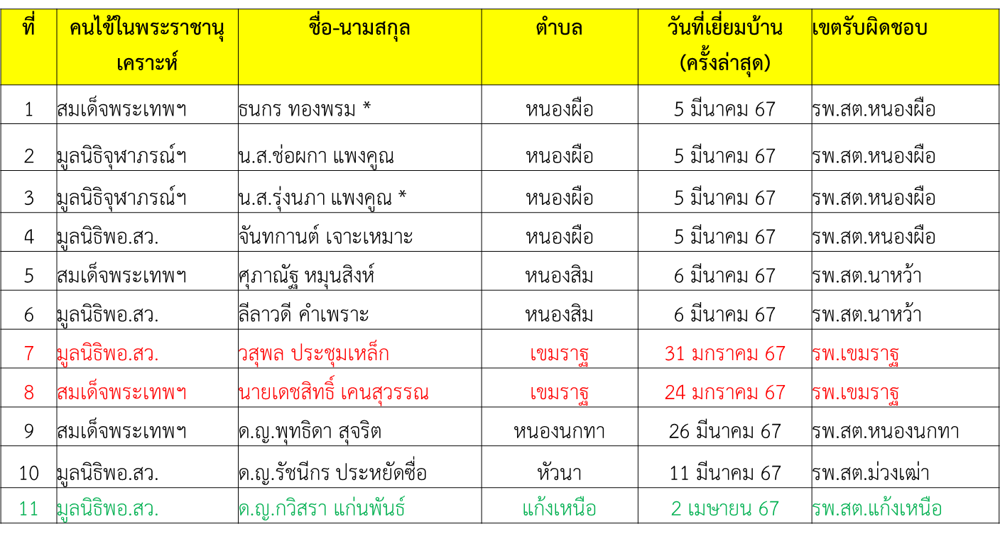 ที่ คนไข้ในพระราชานุ ชื่อ-นามสกุล ตำบล วันที่เยี่ยมบ้าน เขตรับผิดชอบ
เคราะห์ (ครั้งล่าสุด)
1 สมเด็จพระเทพฯ ธนกร ทองพรม * หนองผือ 5 มีนาคม 67 รพ.สต.หนองผือ
2 มูลนิธิจุฬาภรณ์ฯ น.ส.ช่อผกา แพงคูณ หนองผือ 5 มีนาคม 67 รพ.สต.หนองผือ
3 มูลนิธิจุฬาภรณ์ฯ น.ส.รุ่งนภา แพงคูณ * หนองผือ 5 มีนาคม 67 รพ.สต.หนองผือ
4 มูลนิธิพอ.สว. จันทกานต์ เจาะเหมาะ หนองผือ 5 มีนาคม 67 รพ.สต.หนองผือ
5 สมเด็จพระเทพฯ ศุภาณัฐ หมุนสิงห์ หนองสิม 6 มีนาคม 67 รพ.สต.นาหว้า
6 มูลนิธิพอ.สว. ลีลาวดี คำเพราะ หนองสิม 6 มีนาคม 67 รพ.สต.นาหว้า
7 มูลนิธิพอ.สว. วสุพล ประชุมเหล็ก เขมราฐ 31 มกราคม 67 รพ.เขมราฐ
8 สมเด็จพระเทพฯ นายเดชสิทธิ์ เคนสุวรรณ เขมราฐ 24 มกราคม 67 รพ.เขมราฐ
9 สมเด็จพระเทพฯ ด.ญ.พุทธิดา สุจริต หนองนกทา 26 มีนาคม 67 รพ.สต.หนองนกทา
10 มูลนิธิพอ.สว. ด.ญ.รัชนีกร ประหยัดซื่อ หัวนา 11 มีนาคม 67 รพ.สต.ม่วงเฒ่า
11 มูลนิธิพอ.สว. ด.ญ.กวิสรา แก่นพันธ์ แก้งเหนือ 2 เมษายน 67 รพ.สต.แก้งเหนือ